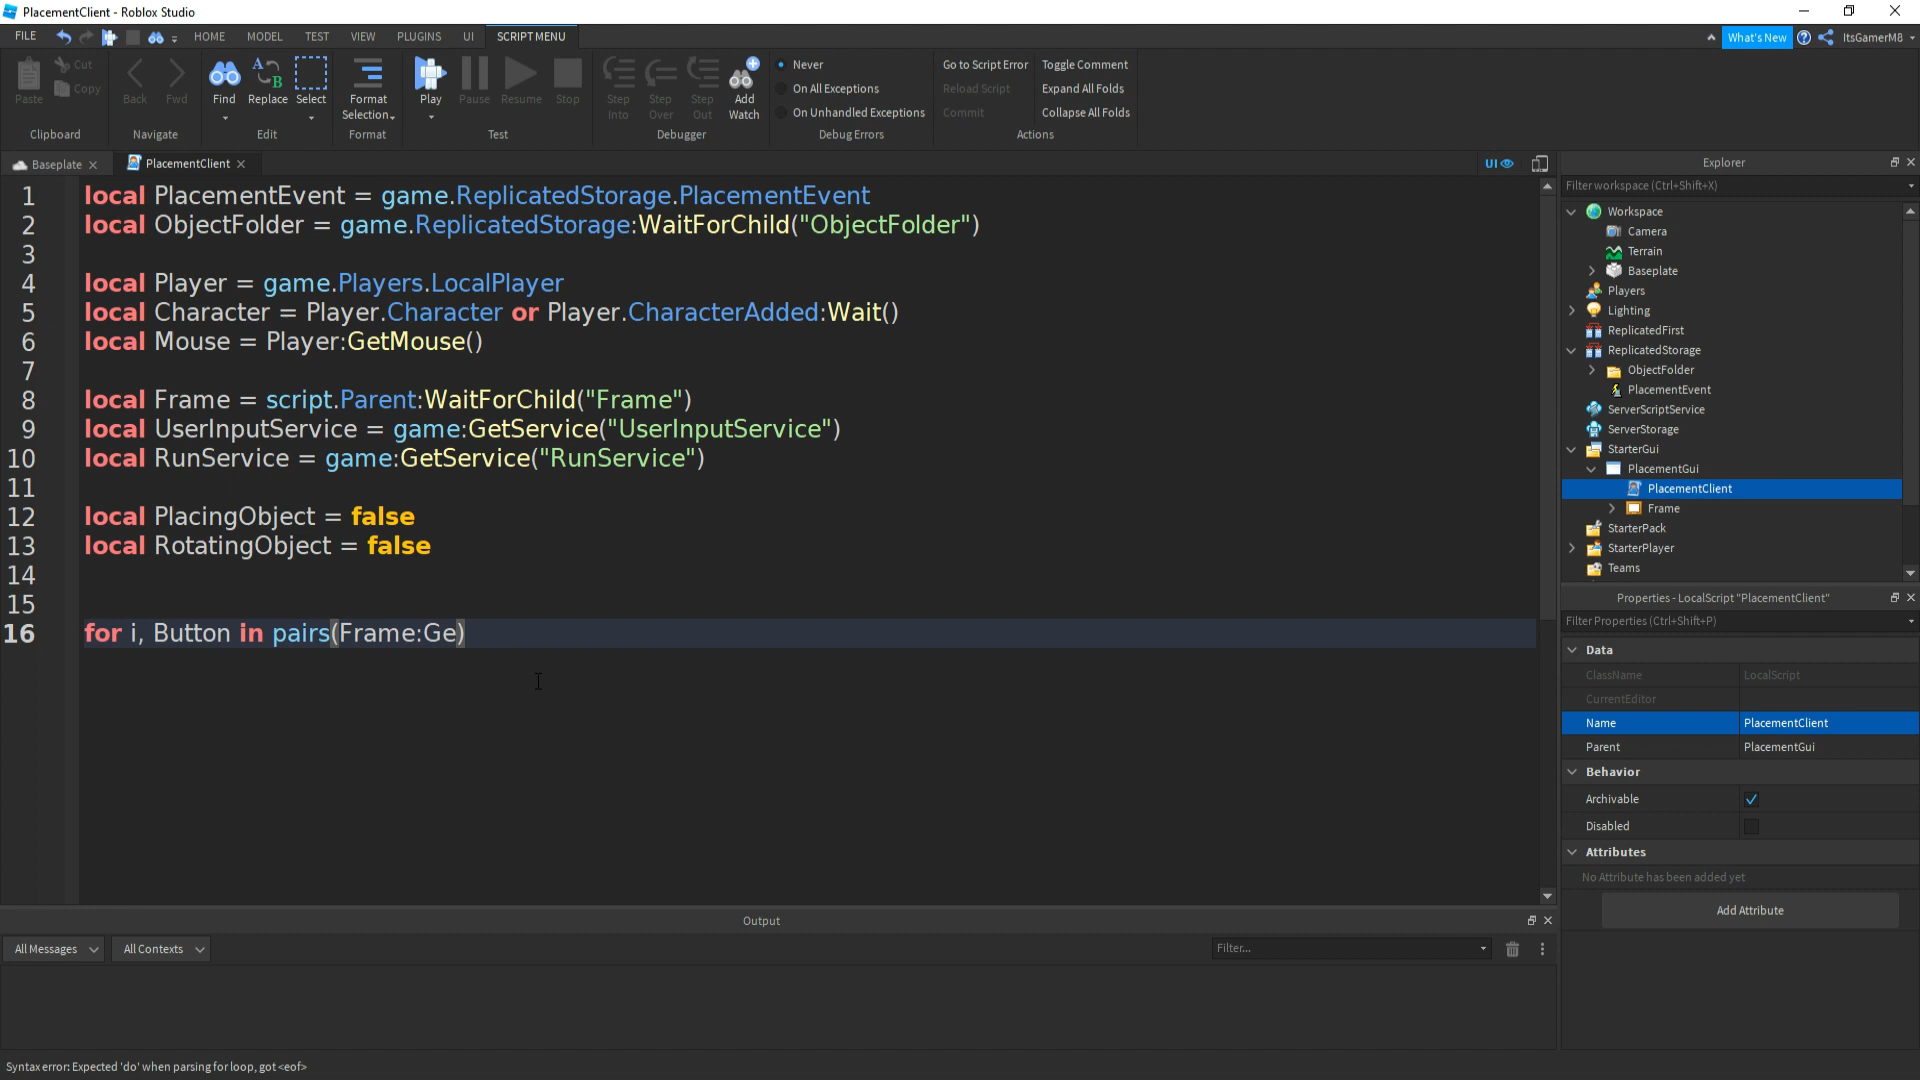 PlacementClient - Roblox Studio
FILE HOME MODEL TEST VIEW PLUGINS UI SCRIPT MENU What's New ItsGamerM8
Paste Cut Copy Back Fwd Find Replace Select Format Selection Play Pause Resume Stop Step Into Step Over Step Out Add Watch
Never
On All Exceptions
On Unhandled Exceptions
Go to Script Error Toggle Comment
Reload Script Expand All Folds
Commit Collapse All Folds
Clipboard Navigate Edit Format Test Debugger Debug Errors Actions
Baseplate PlacementClient UI
1 local PlacementEvent = game.ReplicatedStorage.PlacementEvent
2 local ObjectFolder = game.ReplicatedStorage:WaitForChild("ObjectFolder")
3
4 local Player = game.Players.LocalPlayer
5 local Character = Player.Character or Player.CharacterAdded:Wait()
6 local Mouse = Player:GetMouse()
7
8 local Frame = script.Parent:WaitForChild("Frame")
9 local UserInputService = game:GetService("UserInputService")
10 local RunService = game:GetService("RunService")
11
12 local PlacingObject = false
13 local RotatingObject = false
14
15
16 for i, Button in pairs(Frame:Ge)
Explorer
Filter workspace (Ctrl+Shift+X)
Workspace
Camera
Terrain
Baseplate
Players
Lighting
ReplicatedFirst
ReplicatedStorage
ObjectFolder
PlacementEvent
ServerScriptService
ServerStorage
StarterGui
PlacementGui
PlacementClient
Frame
StarterPack
StarterPlayer
Teams
Properties - LocalScript "PlacementClient"
Filter Properties (Ctrl+Shift+P)
Data
ClassName LocalScript
CurrentEditor
Name PlacementClient
Parent PlacementGui
Behavior
Archivable
Disabled
Attributes
No Attribute has been added yet
Add Attribute
Output
All Messages All Contexts Filter...
Syntax error: Expected 'do' when parsing for loop, got <eof>